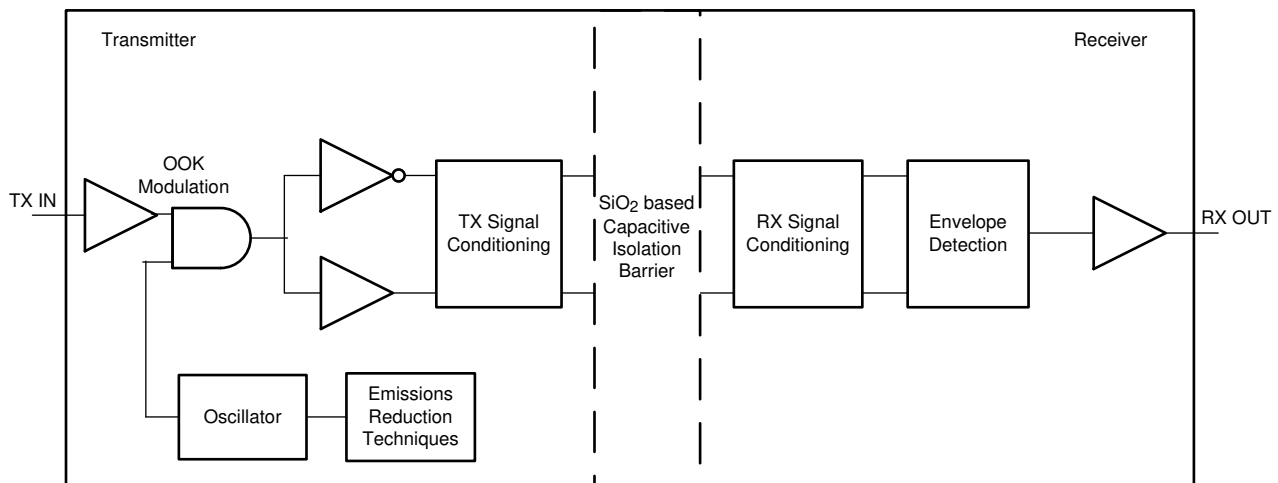 Transmitter
Receiver
OOK
Modulation
TX IN
TX Signal
Conditioning
SiO2 based
Capacitive
Isolation
Barrier
RX Signal
Conditioning
Envelope
Detection
RX OUT
Oscillator
Emissions
Reduction
Techniques